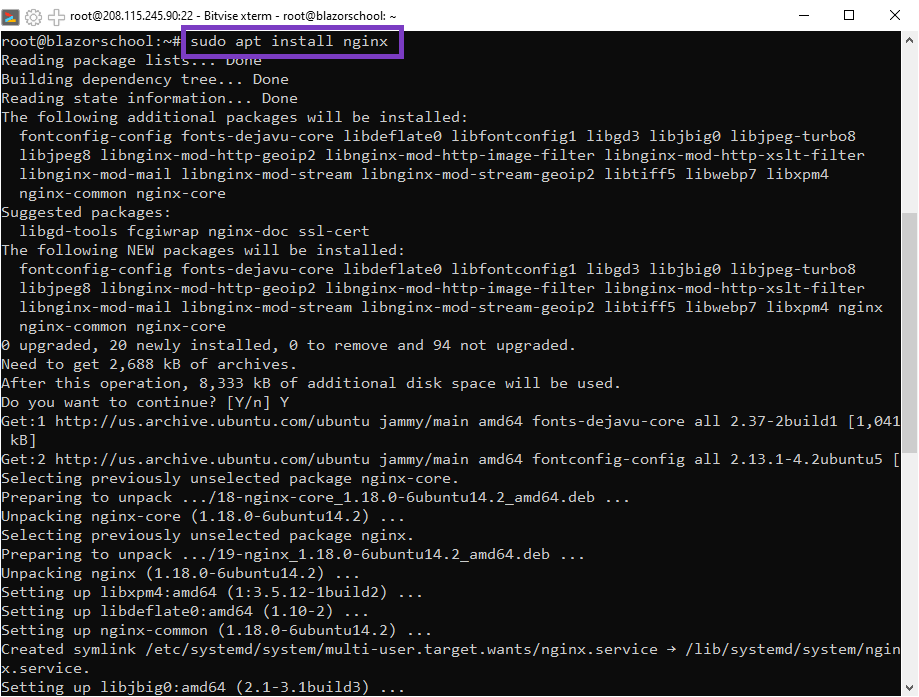 root@208.115.245.90:22 - Bitvise xterm - root@blazorschool: ~
root@blazorschool:~# sudo apt install nginx
Reading package lists... Done
Building dependency tree... Done
Reading state information... Done
The following additional packages will be installed:
  fontconfig-config fonts-dejavu-core libdeflate0 libfontconfig1 libgd3 libjbig0 libjpeg-turbo8
  libjpeg8 libnginx-mod-http-geoip2 libnginx-mod-http-image-filter libnginx-mod-http-xslt-filter
  libnginx-mod-mail libnginx-mod-stream libnginx-mod-stream-geoip2 libtiff5 libwebp7 libxpm4
  nginx-common nginx-core
Suggested packages:
  libgd-tools fcgiwrap nginx-doc ssl-cert
The following NEW packages will be installed:
  fontconfig-config fonts-dejavu-core libdeflate0 libfontconfig1 libgd3 libjbig0 libjpeg-turbo8
  libjpeg8 libnginx-mod-http-geoip2 libnginx-mod-http-image-filter libnginx-mod-http-xslt-filter
  libnginx-mod-mail libnginx-mod-stream libnginx-mod-stream-geoip2 libtiff5 libwebp7 libxpm4 nginx
  nginx-common nginx-core
0 upgraded, 20 newly installed, 0 to remove and 94 not upgraded.
Need to get 2,688 kB of archives.
After this operation, 8,333 kB of additional disk space will be used.
Do you want to continue? [Y/n] Y
Get:1 http://us.archive.ubuntu.com/ubuntu jammy/main amd64 fonts-dejavu-core all 2.37-2build1 [1,041
 kB]
Get:2 http://us.archive.ubuntu.com/ubuntu jammy/main amd64 fontconfig-config all 2.13.1-4.2ubuntu5 [
Selecting previously unselected package nginx-core.
Preparing to unpack .../18-nginx-core_1.18.0-6ubuntu14.2_amd64.deb ...
Unpacking nginx-core (1.18.0-6ubuntu14.2) ...
Selecting previously unselected package nginx.
Preparing to unpack .../19-nginx_1.18.0-6ubuntu14.2_amd64.deb ...
Unpacking nginx (1.18.0-6ubuntu14.2) ...
Setting up libxpm4:amd64 (1:3.5.12-1build2) ...
Setting up libdeflate0:amd64 (1.10-2) ...
Setting up nginx-common (1.18.0-6ubuntu14.2) ...
Created symlink /etc/systemd/system/multi-user.target.wants/nginx.service → /lib/systemd/system/ngin
x.service.
Setting up libjbig0:amd64 (2.1-3.1build3) ...